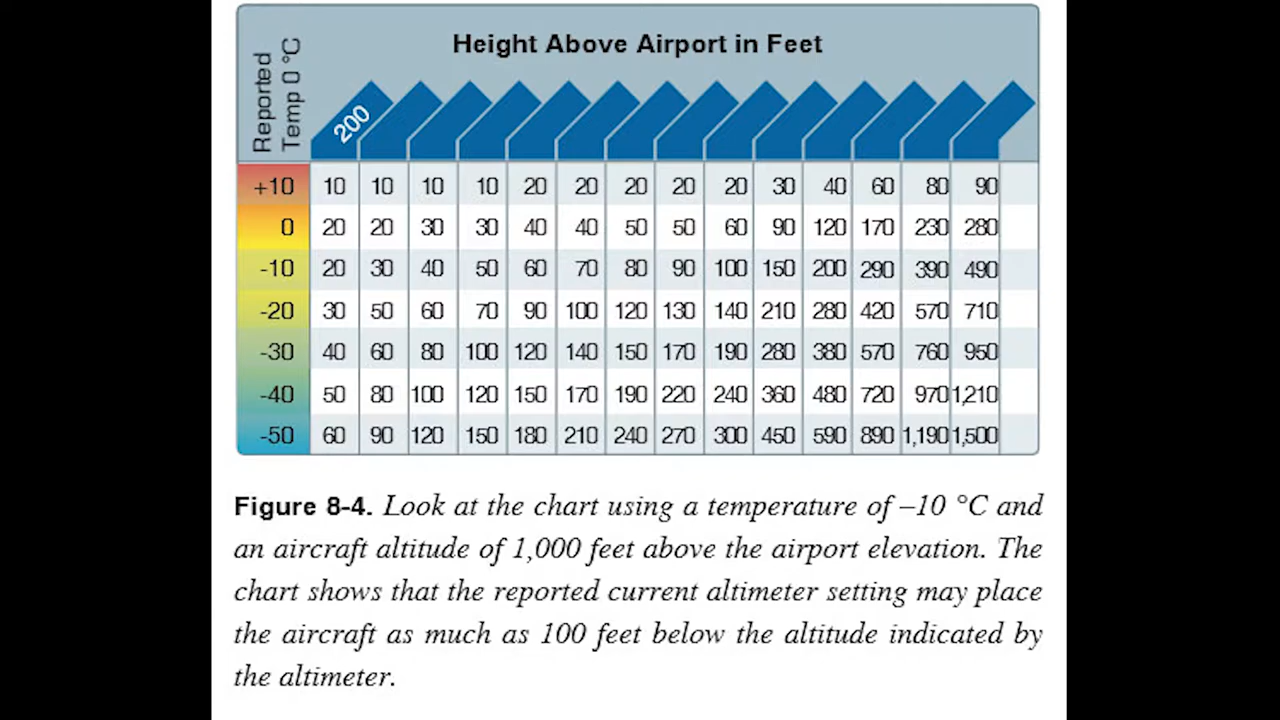 Height Above Airport in Feet
Reported
Temp 0 °C
200
+10 10 10 10 10 20 20 20 20 20 30 40 60 80 90
0 20 20 30 30 40 40 50 50 60 90 120 170 230 280
-10 20 30 40 50 60 70 80 90 100 150 200 290 390 490
-20 30 50 60 70 90 100 120 130 140 210 280 420 570 710
-30 40 60 80 100 120 140 150 170 190 280 380 570 760 950
-40 50 80 100 120 150 170 190 220 240 360 480 720 970 1,210
-50 60 90 120 150 180 210 240 270 300 450 590 890 1,190 1,500
Figure 8-4. Look at the chart using a temperature of –10 °C and
an aircraft altitude of 1,000 feet above the airport elevation. The
chart shows that the reported current altimeter setting may place
the aircraft as much as 100 feet below the altitude indicated by
the altimeter.